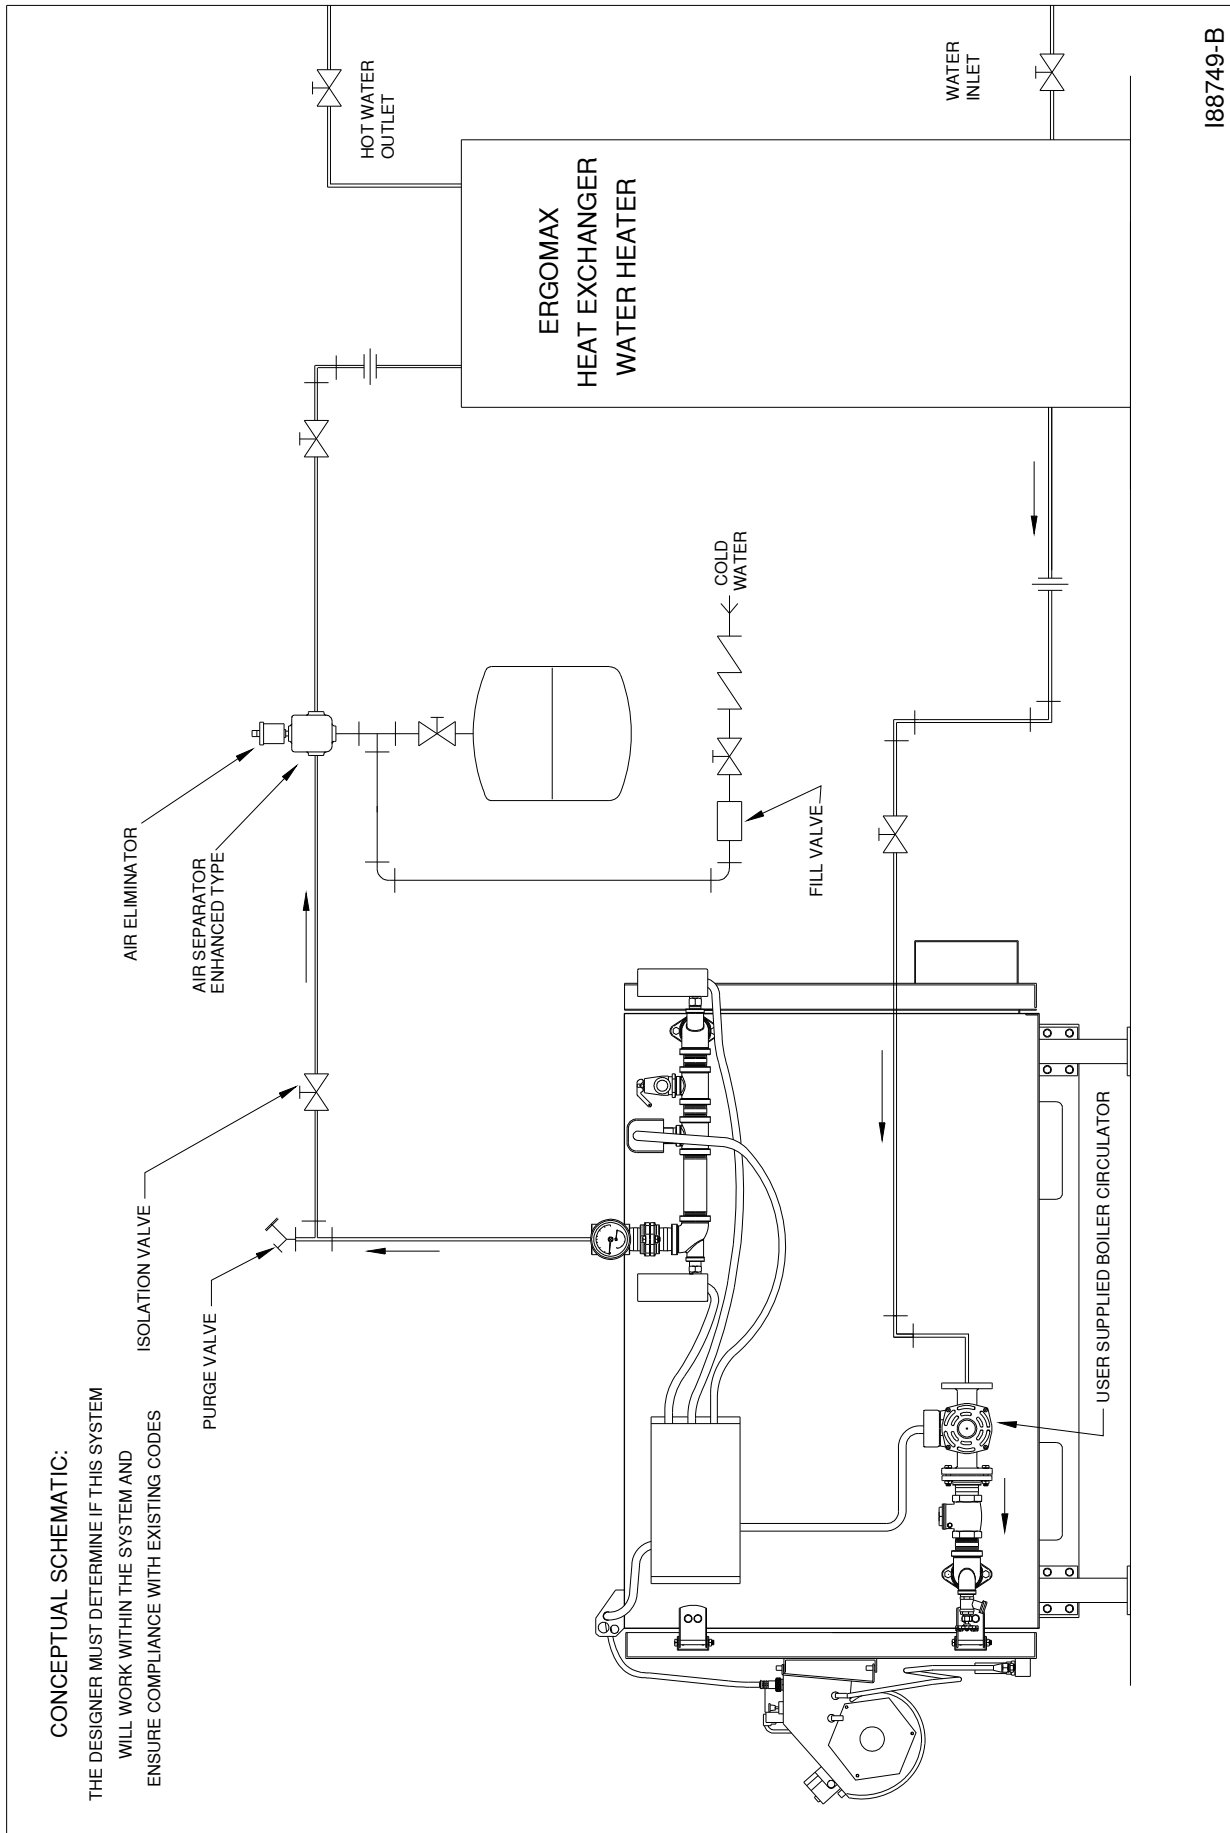 CONCEPTUAL SCHEMATIC:
THE DESIGNER MUST DETERMINE IF THIS SYSTEM
WILL WORK WITHIN THE SYSTEM AND
ENSURE COMPLIANCE WITH EXISTING CODES
PURGE VALVE
ISOLATION VALVE
AIR SEPARATOR
ENHANCED TYPE
AIR ELIMINATOR
HOT WATER
OUTLET
ERGOMAX
HEAT EXCHANGER
WATER HEATER
COLD
WATER
FILL VALVE
WATER
INLET
USER SUPPLIED BOILER CIRCULATOR
I88749-B